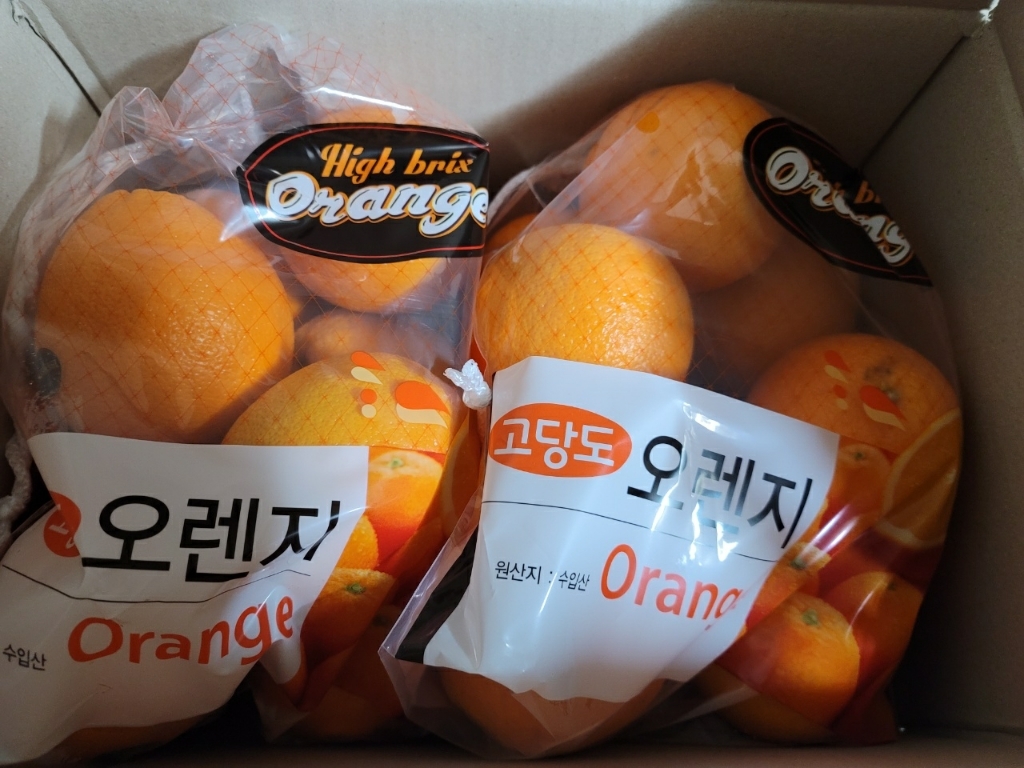 High brix
Orange
오렌지
Orange
수입산
고당도 오렌지
원산지 : 수입산 Orang